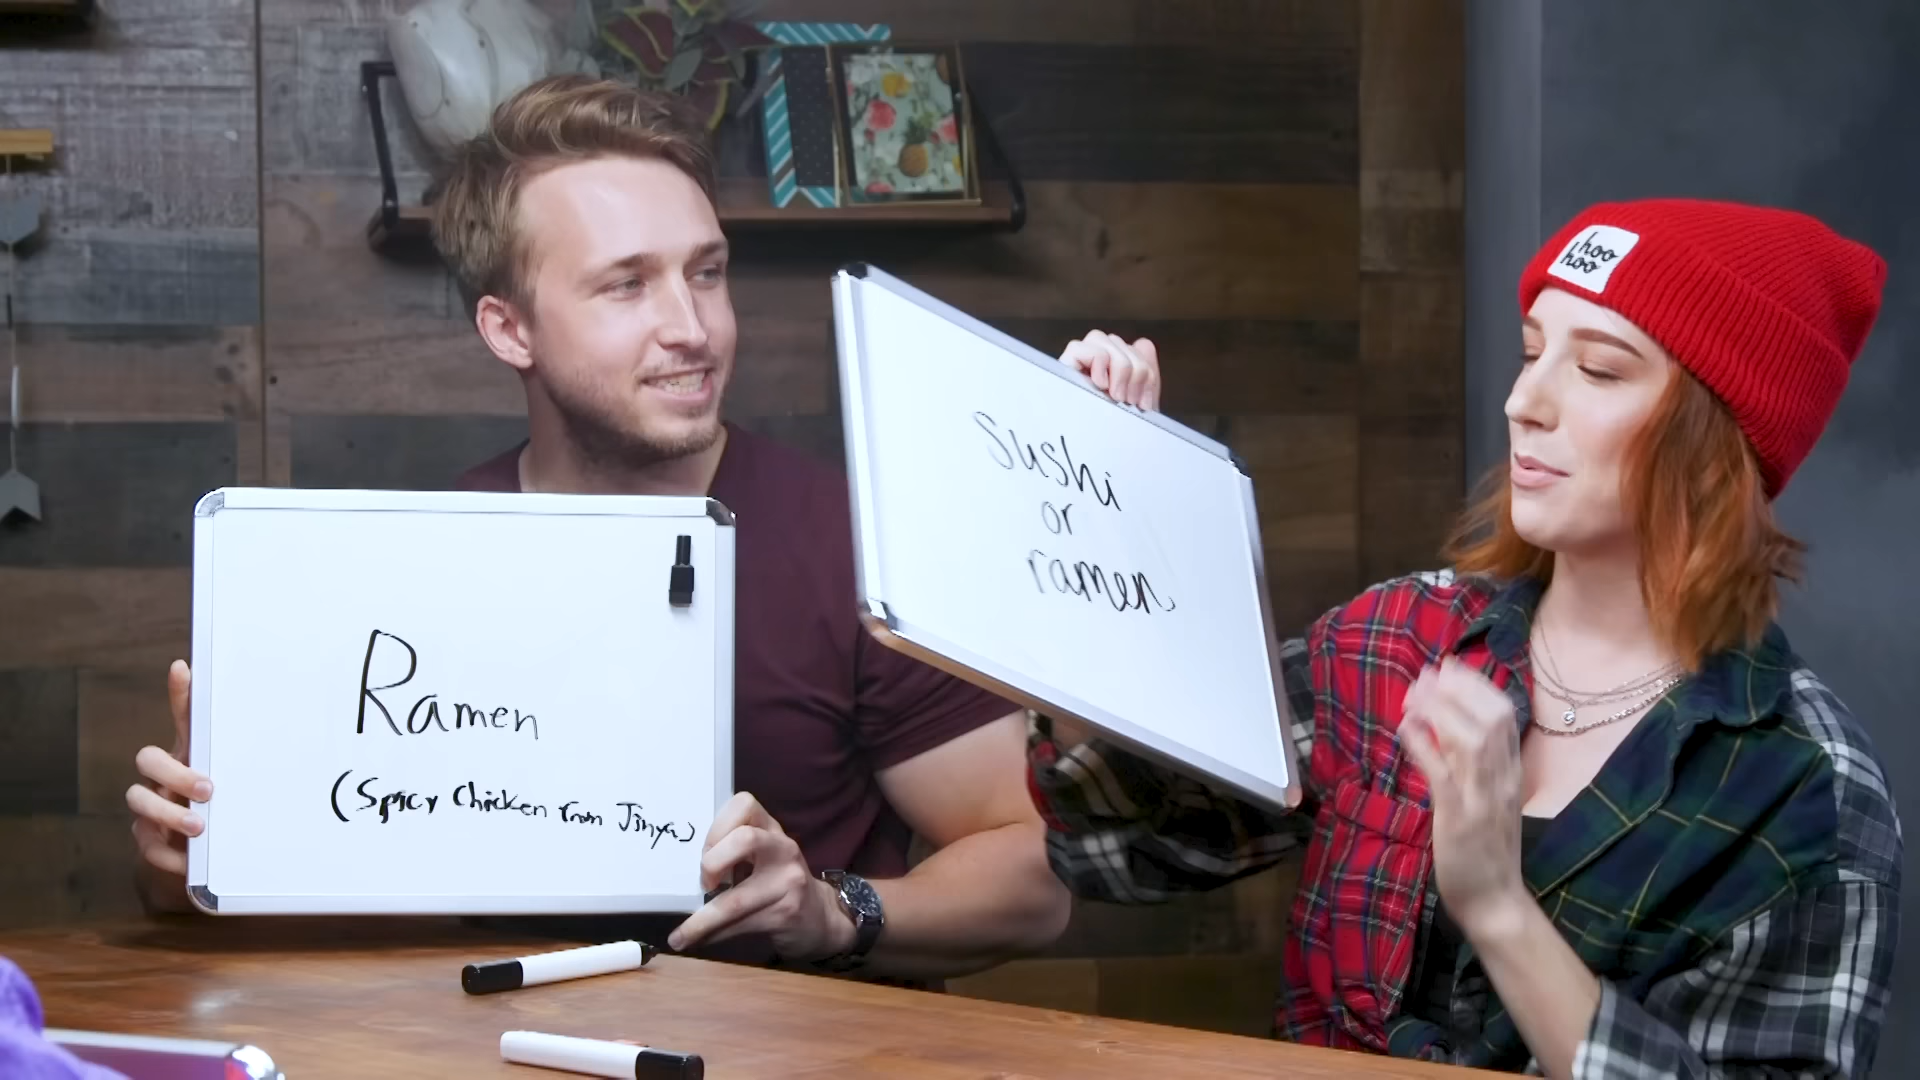 Ramen
(Spicy Chicken from Jinya)
Sushi
or
ramen
hoo
hoo